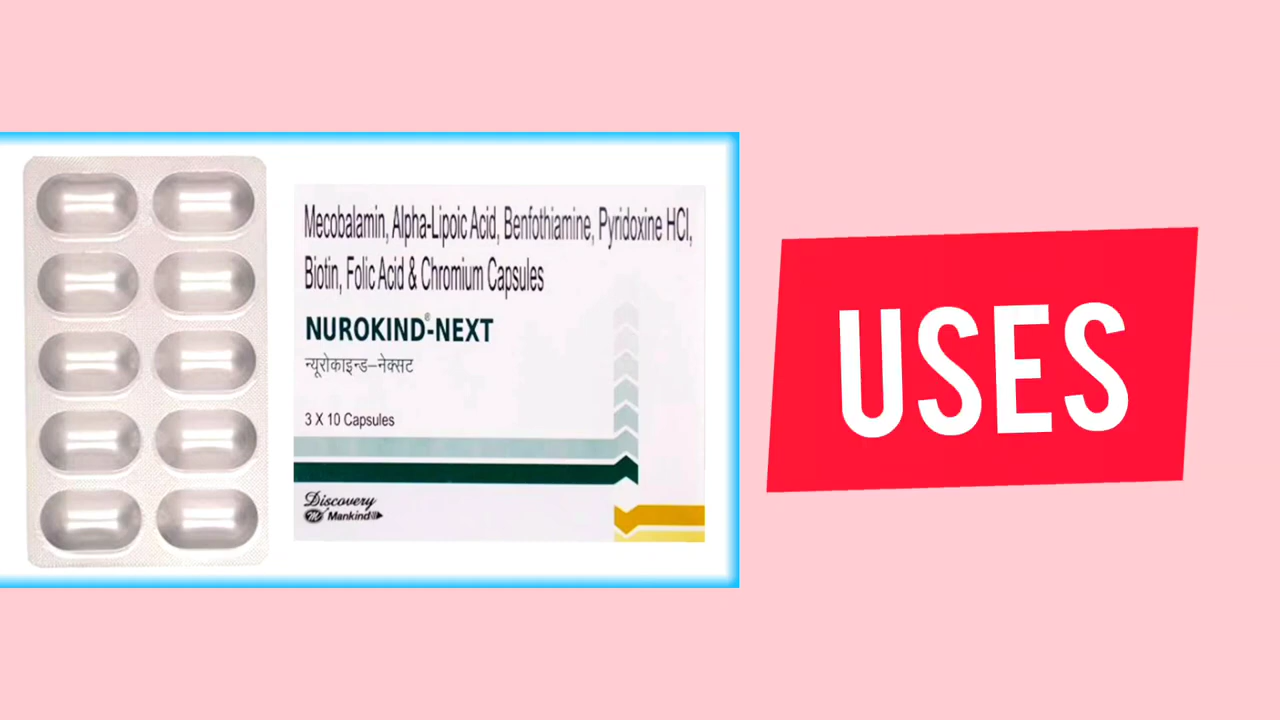 Mecobalamin, Alpha-Lipoic Acid, Benfothiamine, Pyridoxine HCl,
Biotin, Folic Acid & Chromium Capsules
NUROKIND®-NEXT
न्यूरोकाइन्ड–नेक्सट
3 X 10 Capsules
Discovery
M Mankind
USES